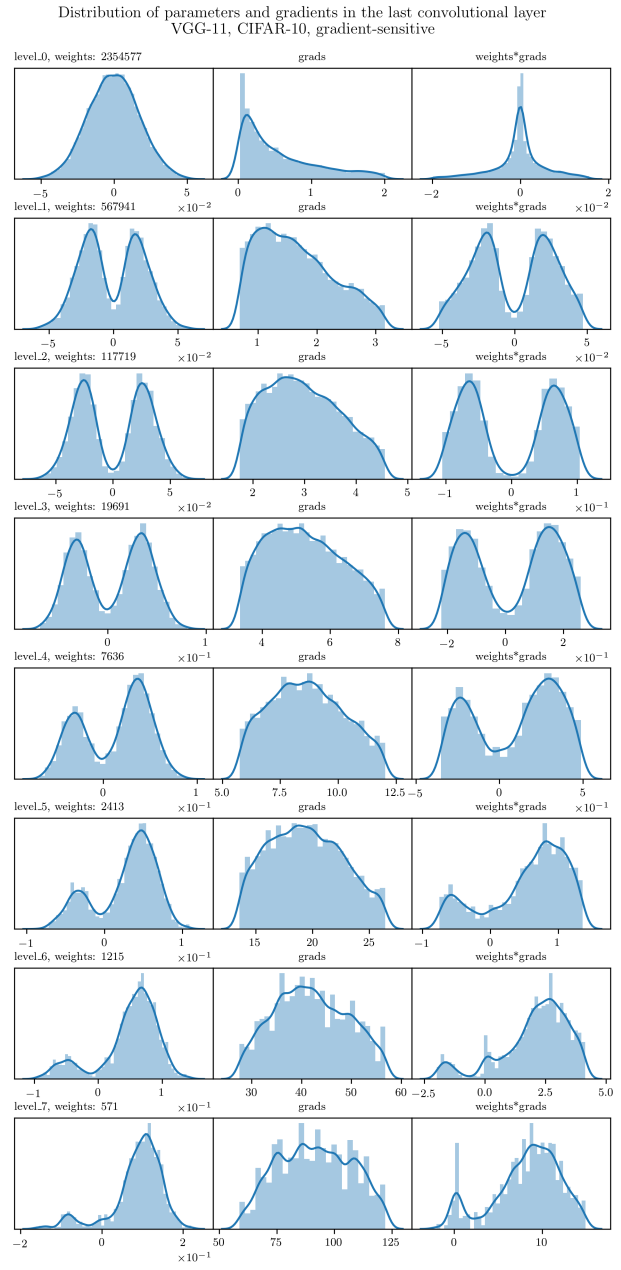 Distribution of parameters and gradients in the last convolutional layer
VGG-11, CIFAR-10, gradient-sensitive
level_0, weights: 2354577 grads weights*grads
−5 0 5 0 1 2 −2 0 2
×10−2 ×10−2
level_1, weights: 567941 grads weights*grads
−5 0 5 1 2 3 −5 0 5
×10−2 ×10−2
level_2, weights: 117719 grads weights*grads
−5 0 5 2 3 4 5 −1 0 1
×10−2 ×10−1
level_3, weights: 19691 grads weights*grads
0 1 4 6 8 −2 0 2
×10−1 ×10−1
level_4, weights: 7636 grads weights*grads
0 1 5.0 7.5 10.0 12.5 −5 0 5
×10−1 ×10−1
level_5, weights: 2413 grads weights*grads
−1 0 1 15 20 25 −1 0 1
×10−1
level_6, weights: 1215 grads weights*grads
−1 0 1 30 40 50 60 −2.5 0.0 2.5 5.0
×10−1
level_7, weights: 571 grads weights*grads
−2 0 2 50 75 100 125 0 10
×10−1